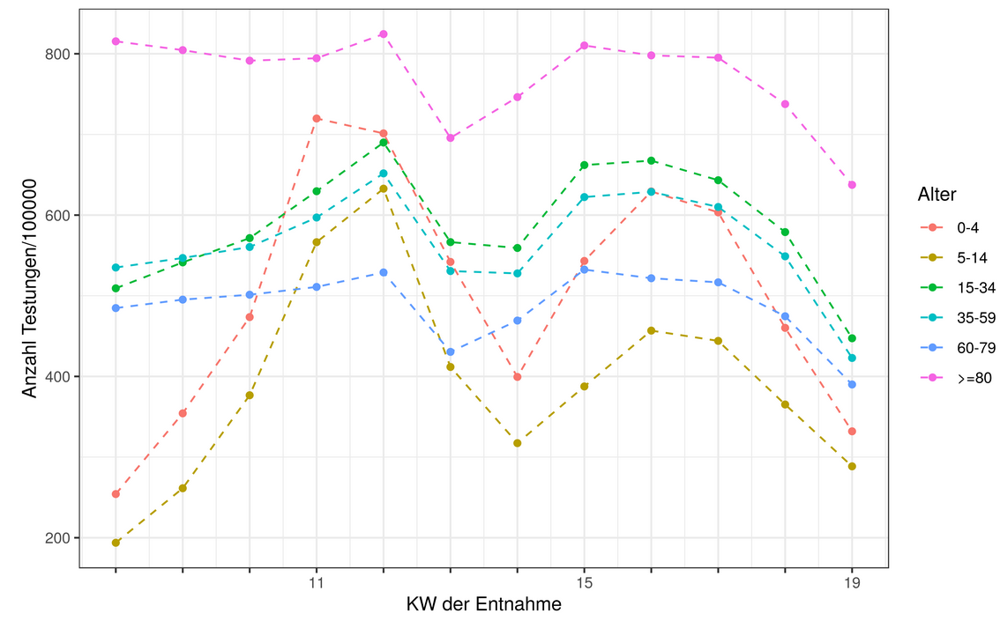 800
600
400
200
Anzahl Testungen/100000
11 15 19
KW der Entnahme
Alter
0-4
5-14
15-34
35-59
60-79
>=80